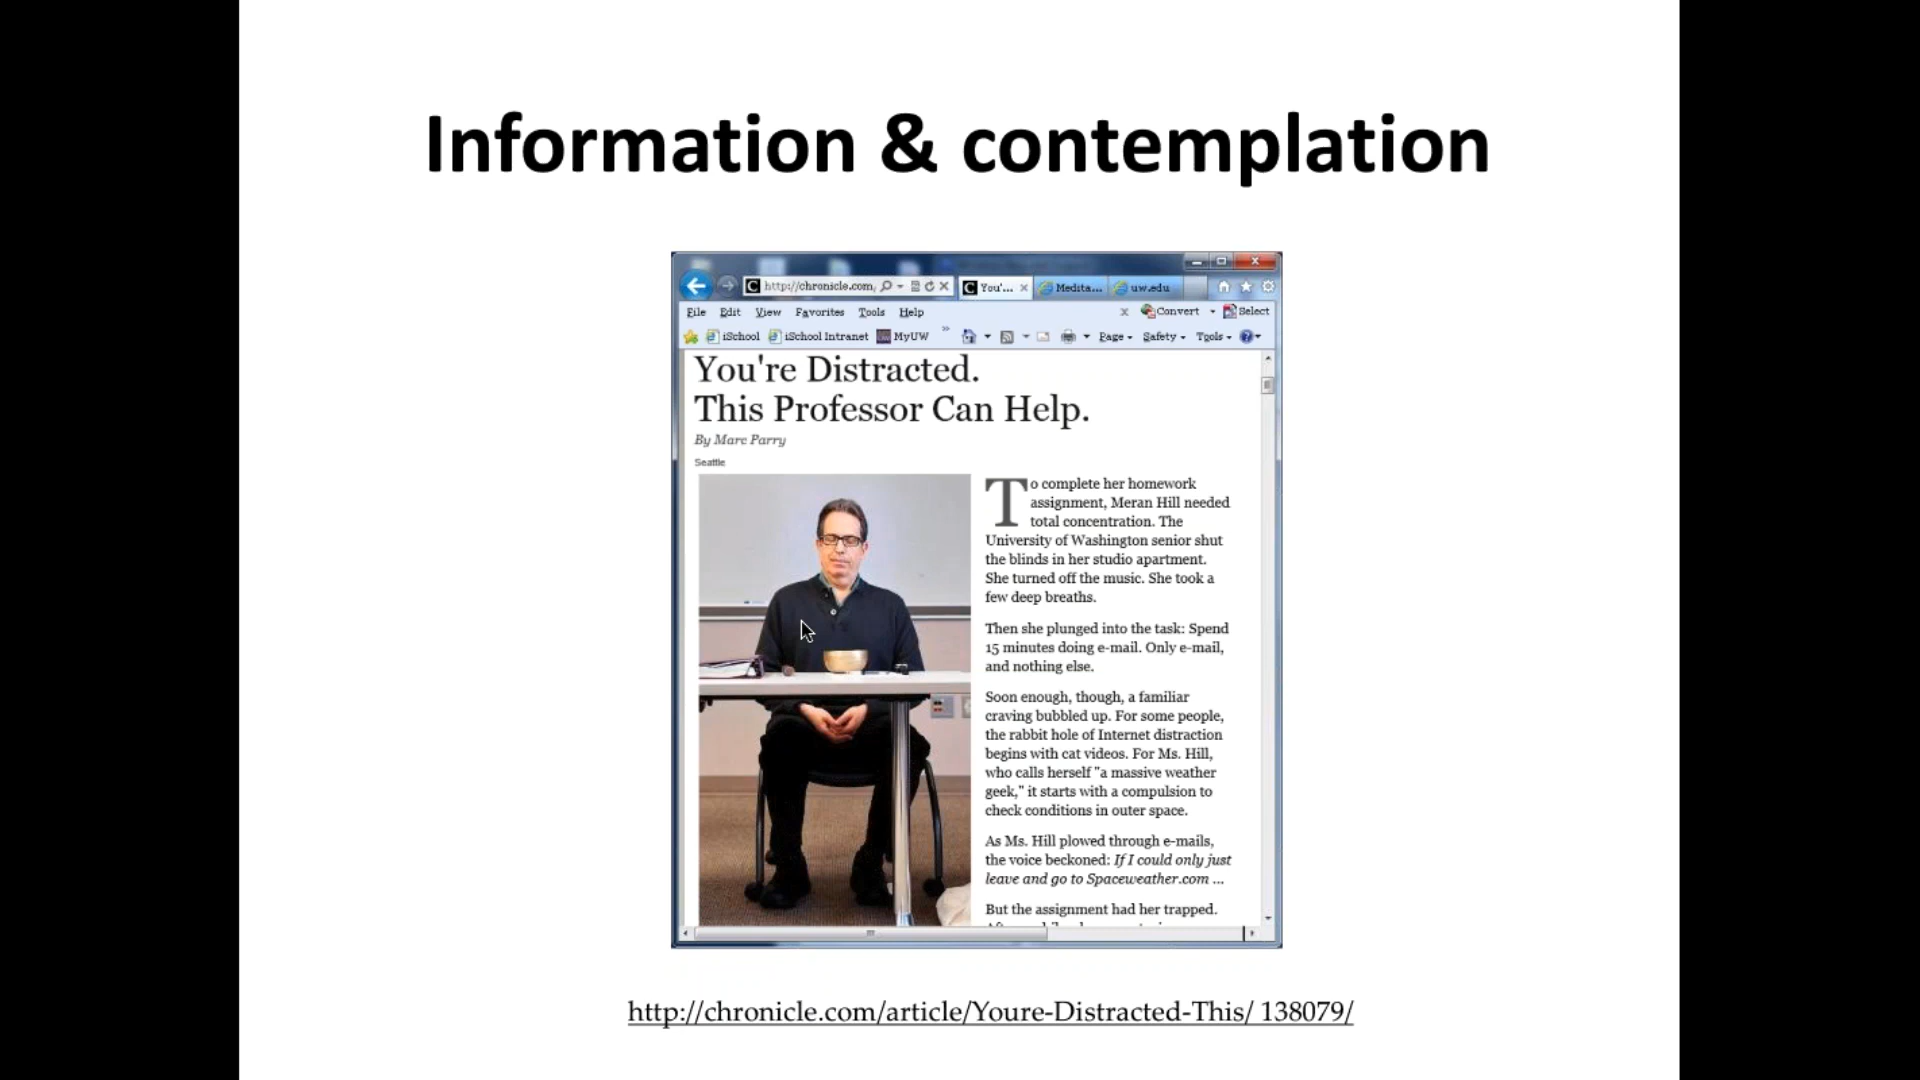 Information & contemplation
http://chronicle.com,
You'...
Medita...
uw.edu
File Edit View Favorites Tools Help
x Convert Select
iSchool iSchool Intranet MyUW » Page Safety Tools
You're Distracted.
This Professor Can Help.
By Marc Parry
Seattle
To complete her homework
assignment, Meran Hill needed
total concentration. The
University of Washington senior shut
the blinds in her studio apartment.
She turned off the music. She took a
few deep breaths.
Then she plunged into the task: Spend
15 minutes doing e-mail. Only e-mail,
and nothing else.
Soon enough, though, a familiar
craving bubbled up. For some people,
the rabbit hole of Internet distraction
begins with cat videos. For Ms. Hill,
who calls herself "a massive weather
geek," it starts with a compulsion to
check conditions in outer space.
As Ms. Hill plowed through e-mails,
the voice beckoned: If I could only just
leave and go to Spaceweather.com ...
But the assignment had her trapped.
http://chronicle.com/article/Youre-Distracted-This/ 138079/